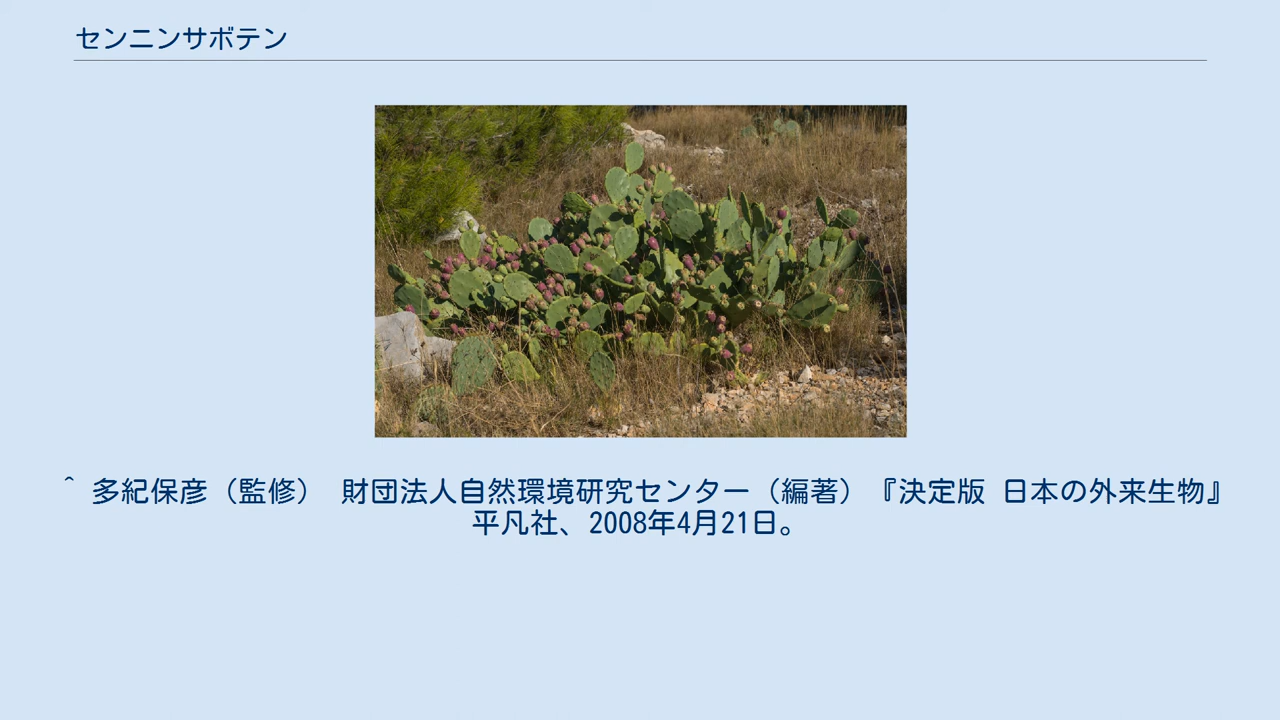 センニンサボテン
^ 多紀保彦（監修） 財団法人自然環境研究センター（編著）『決定版 日本の外来生物』
平凡社、2008年4月21日。